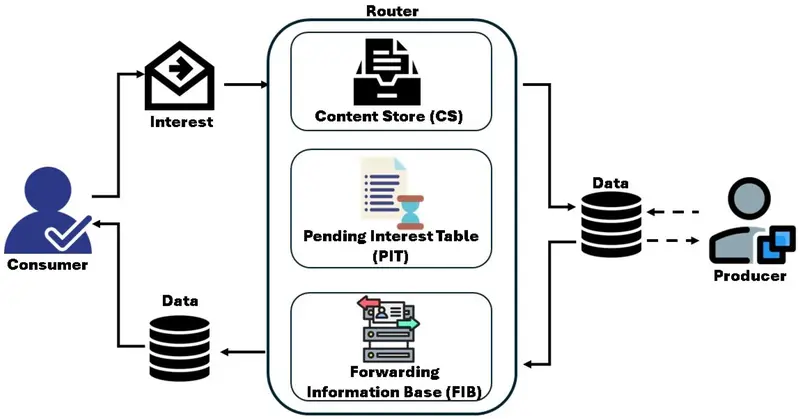 Router
Content Store (CS)
Interest
Pending Interest Table
(PIT)
Data
Consumer
Producer
Data
Forwarding
Information Base (FIB)